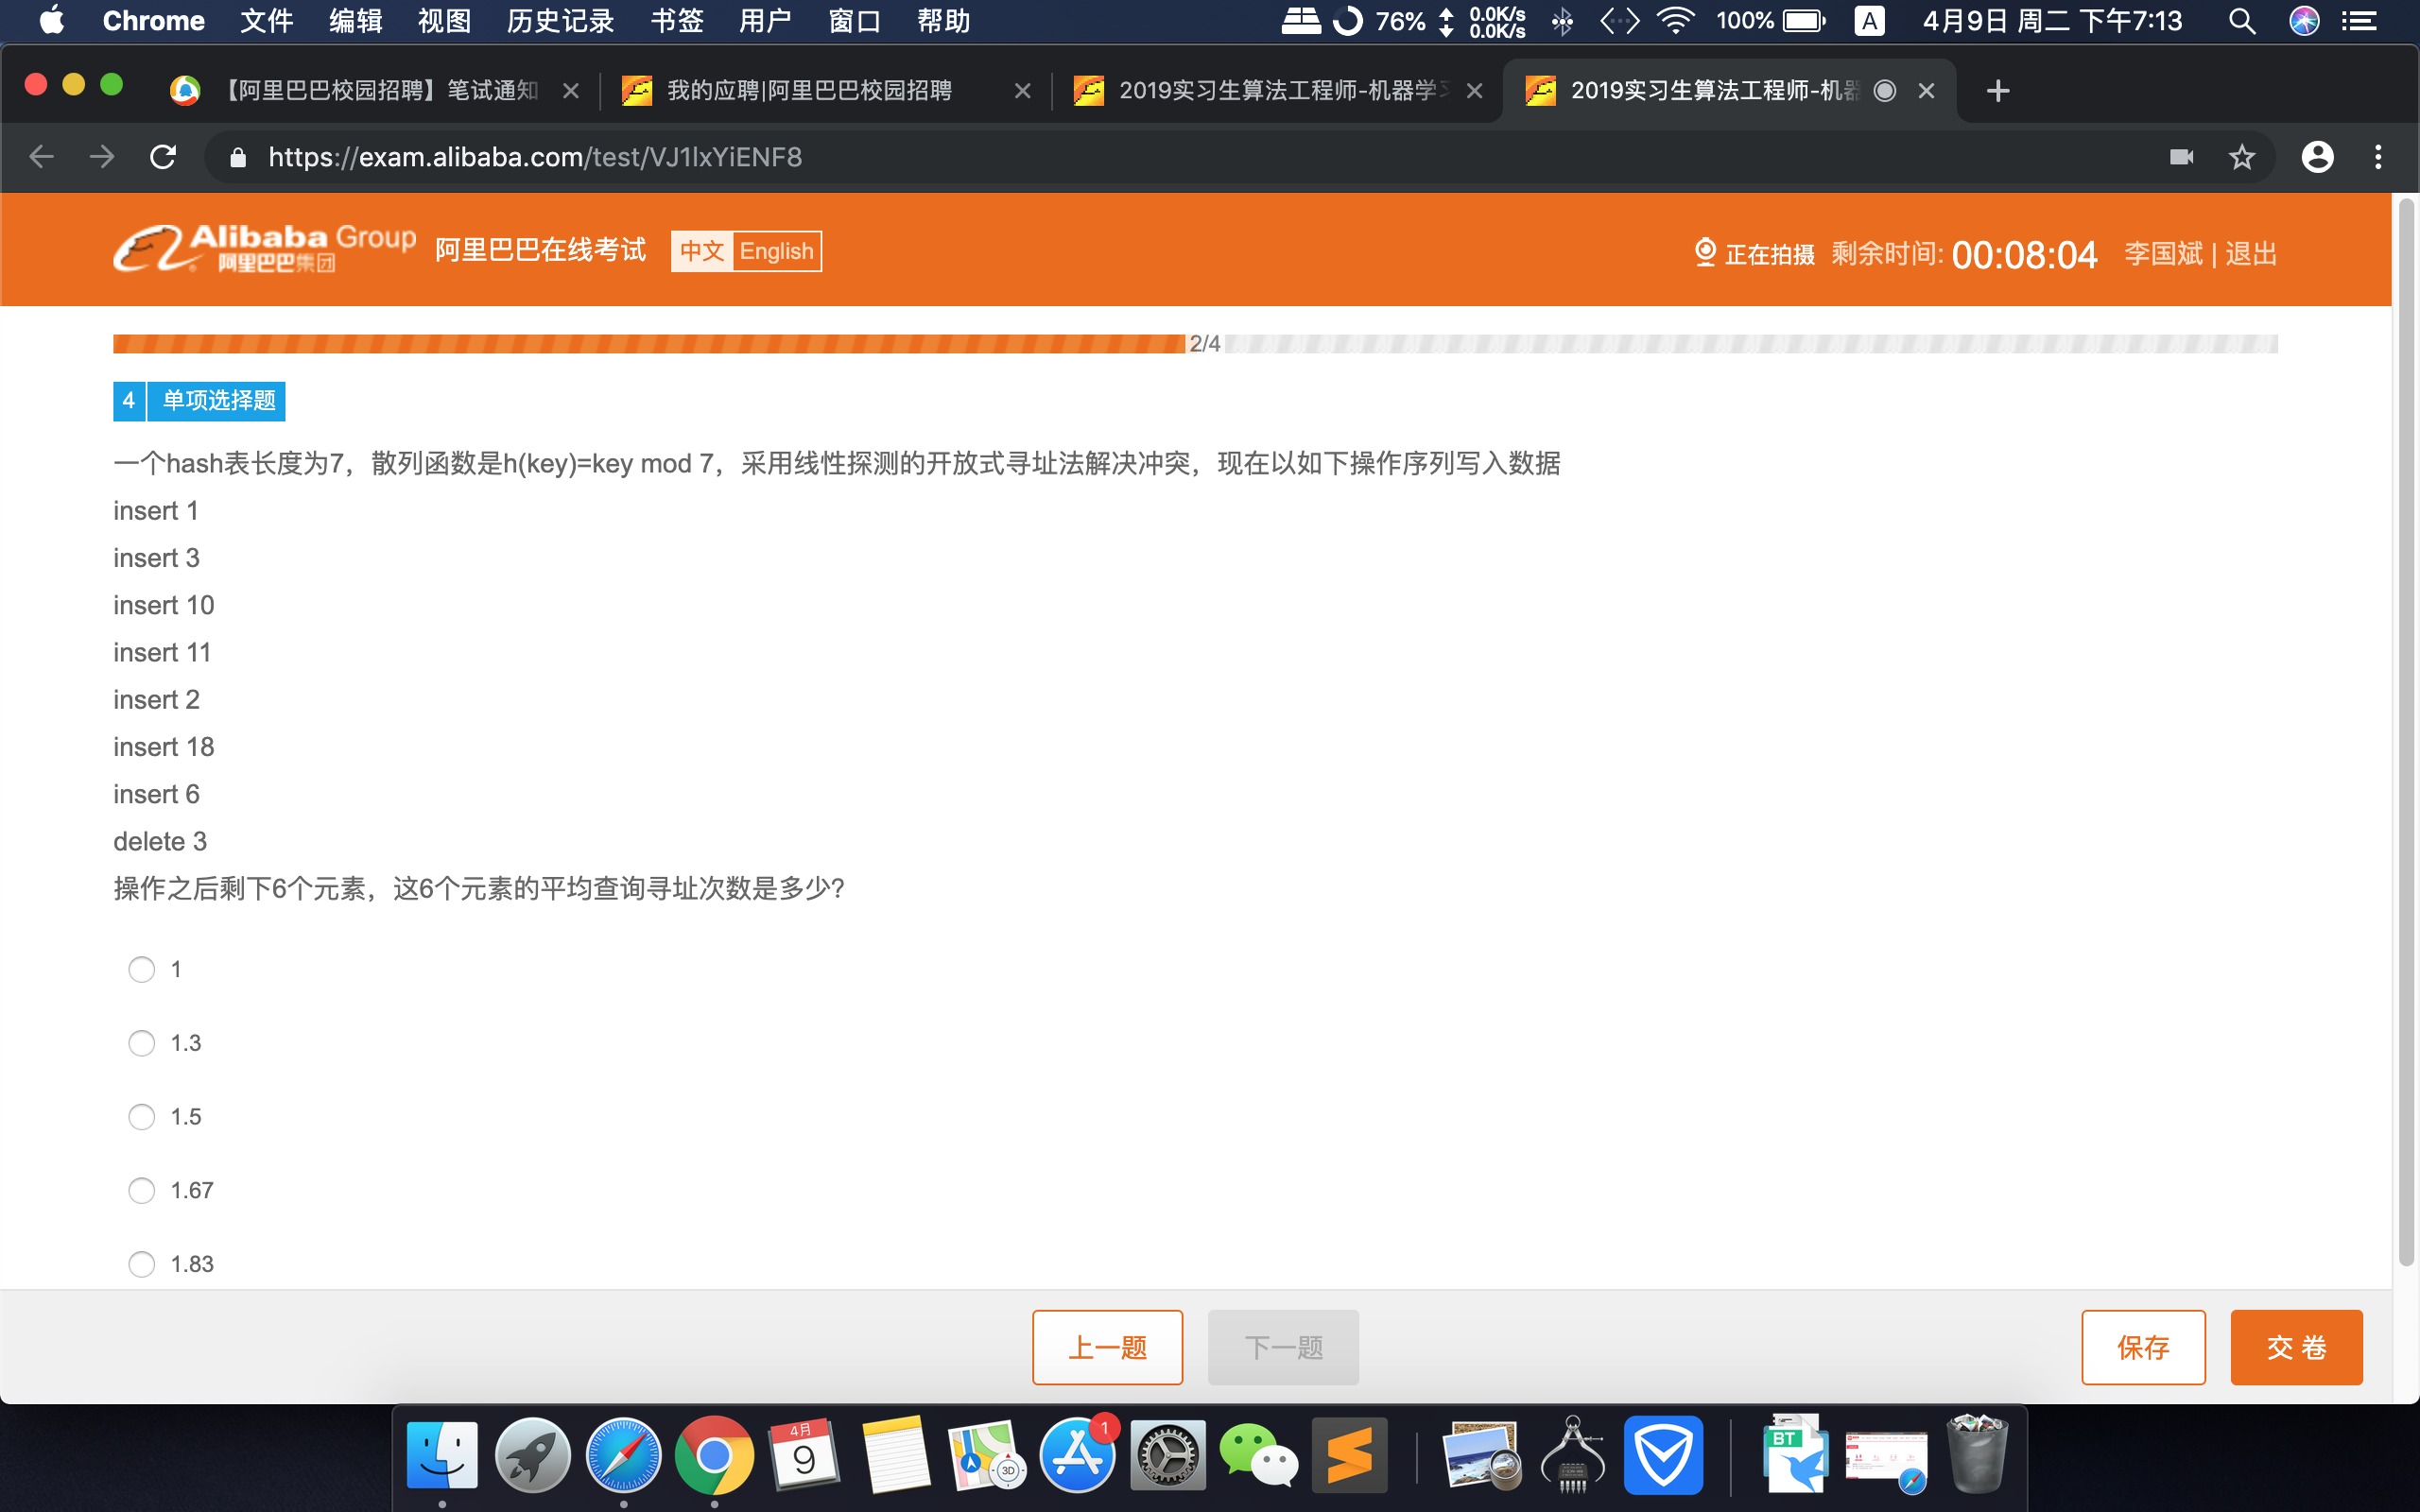 Chrome 文件 编辑 视图 历史记录 书签 用户 窗口 帮助 76% 0.0K/s 0.0K/s 100% A 4月9日 周二 下午7:13
【阿里巴巴校园招聘】笔试通知 我的应聘|阿里巴巴校园招聘 2019实习生算法工程师-机器学习 2019实习生算法工程师-机器
https://exam.alibaba.com/test/VJ1lxYiENF8
Alibaba Group 阿里巴巴集团 阿里巴巴在线考试 中文 English 正在拍摄 剩余时间: 00:08:04 李国斌 | 退出
2/4
4 单项选择题
一个hash表长度为7，散列函数是h(key)=key mod 7，采用线性探测的开放式寻址法解决冲突，现在以如下操作序列写入数据
insert 1
insert 3
insert 10
insert 11
insert 2
insert 18
insert 6
delete 3
操作之后剩下6个元素，这6个元素的平均查询寻址次数是多少?
1
1.3
1.5
1.67
1.83
上一题 下一题 保存 交 卷
4月 9 3D 1 BT